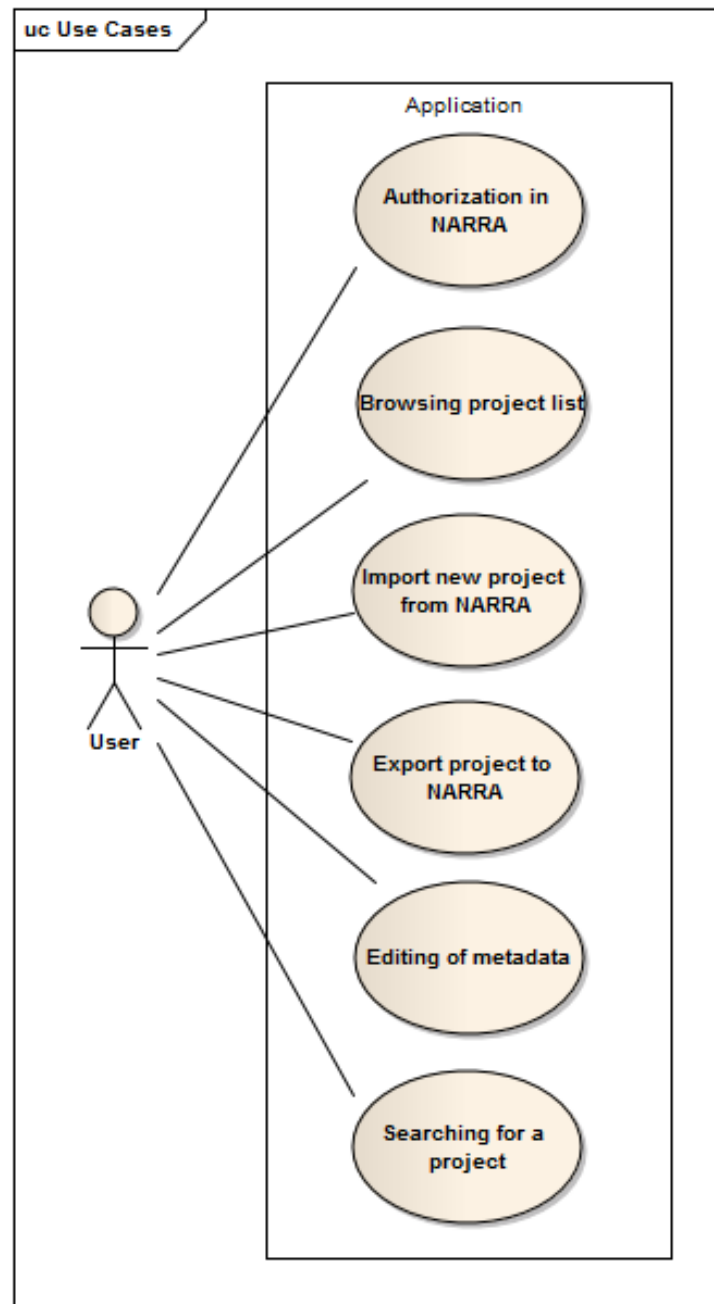 uc Use Cases
Application
Authorization in
NARRA
Browsing project list
Import new project
from NARRA
User
Export project to
NARRA
Editing of metadata
Searching for a
project